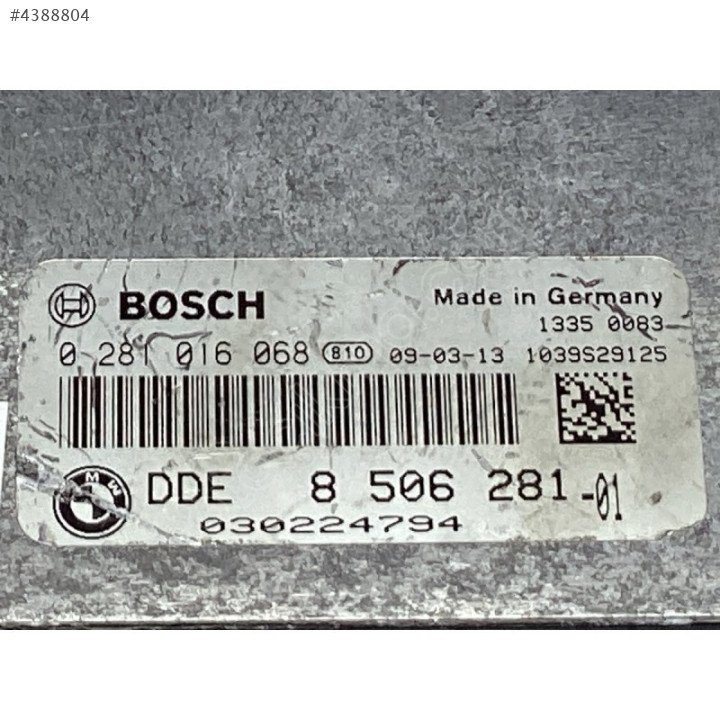 #4388804
BOSCH Made in Germany
1335 0083
0 281 016 068 810 09-03-13 1039S29125
BMW DDE 8 506 281-01
030224794